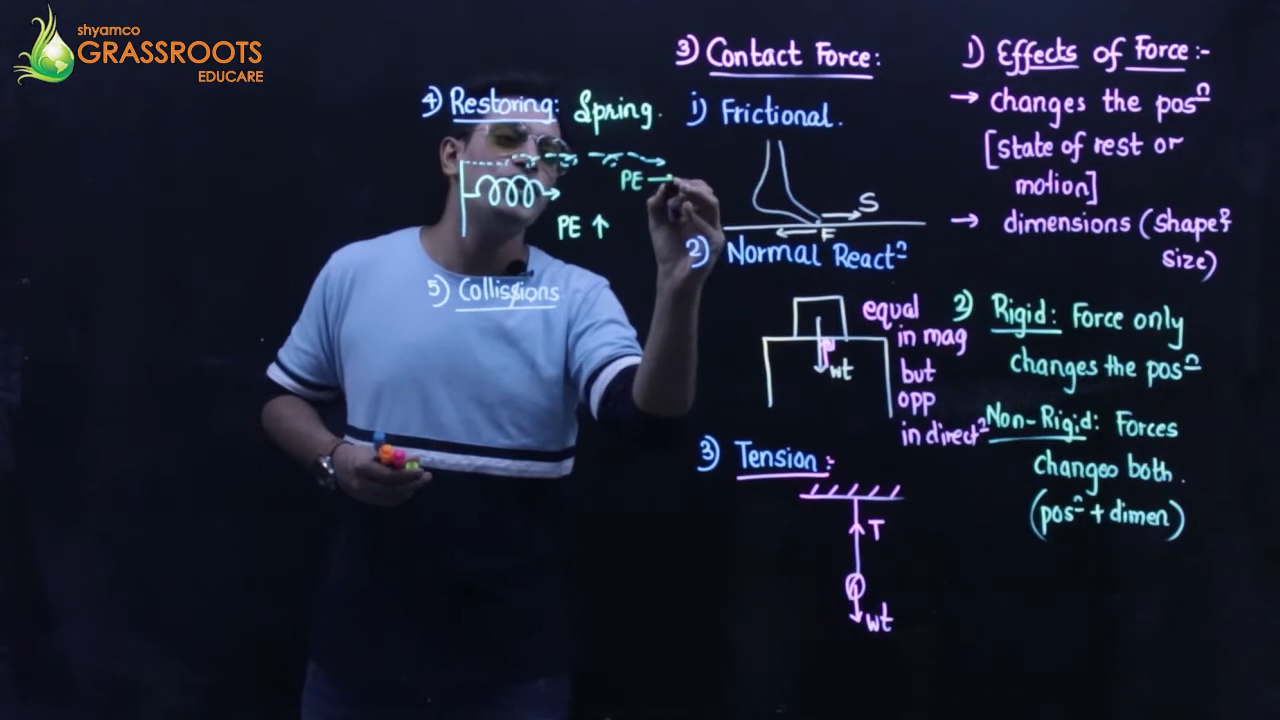 shyamco
GRASSROOTS
EDUCARE
1) Effects of Force :-
→ changes the posⁿ
[state of rest or
motion]
→ dimensions (shape &
size)
2) Rigid: Force only
changes the posⁿ
Non-Rigid: Forces
changes both.
(posⁿ + dimen)
3) Contact Force:
i) Frictional.
S
F
2) Normal Reactⁿ
equal
in mag
but
opp
in directⁿ
wt
3) Tension:
T
wt
4) Restoring: Spring.
PE →
PE ↑
5) Collissions